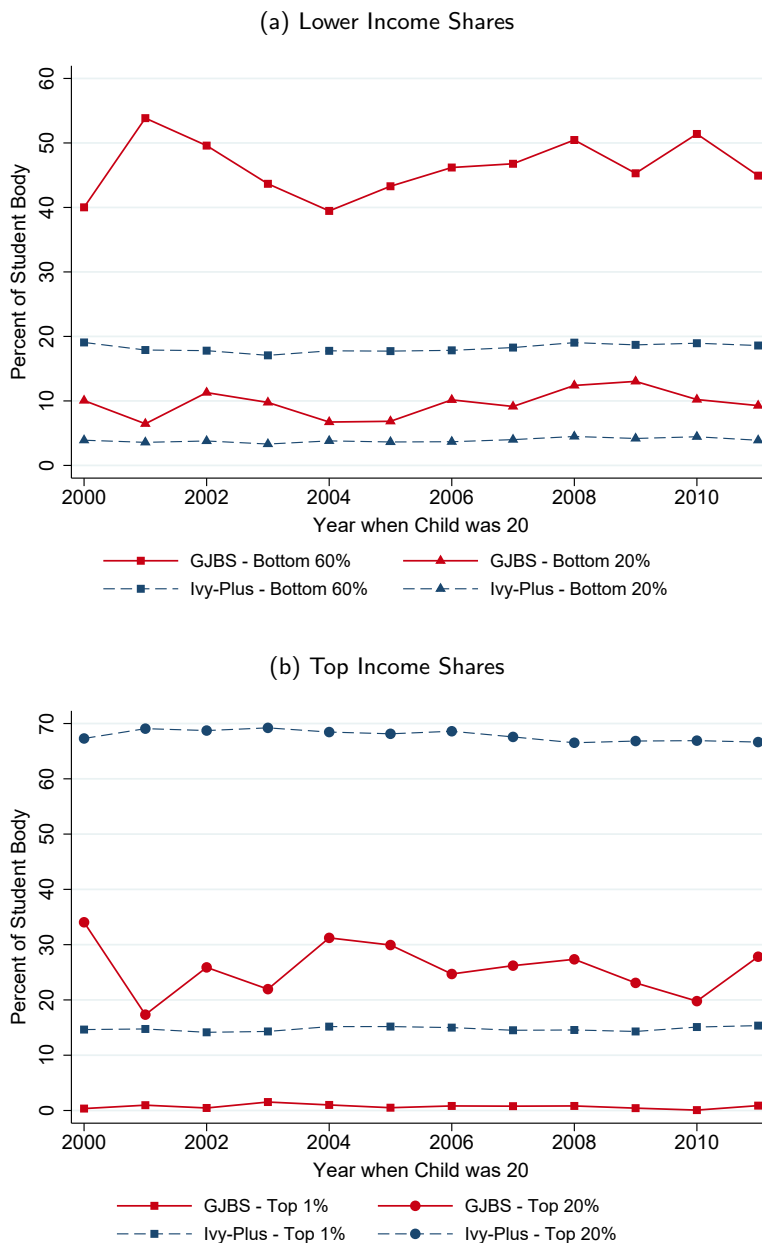 (a) Lower Income Shares
60
50
40
30
20
10
0
Percent of Student Body
2000 2002 2004 2006 2008 2010
Year when Child was 20
GJBS - Bottom 60% GJBS - Bottom 20%
Ivy-Plus - Bottom 60% Ivy-Plus - Bottom 20%
(b) Top Income Shares
70
60
50
40
30
20
10
0
Percent of Student Body
2000 2002 2004 2006 2008 2010
Year when Child was 20
GJBS - Top 1% GJBS - Top 20%
Ivy-Plus - Top 1% Ivy-Plus - Top 20%